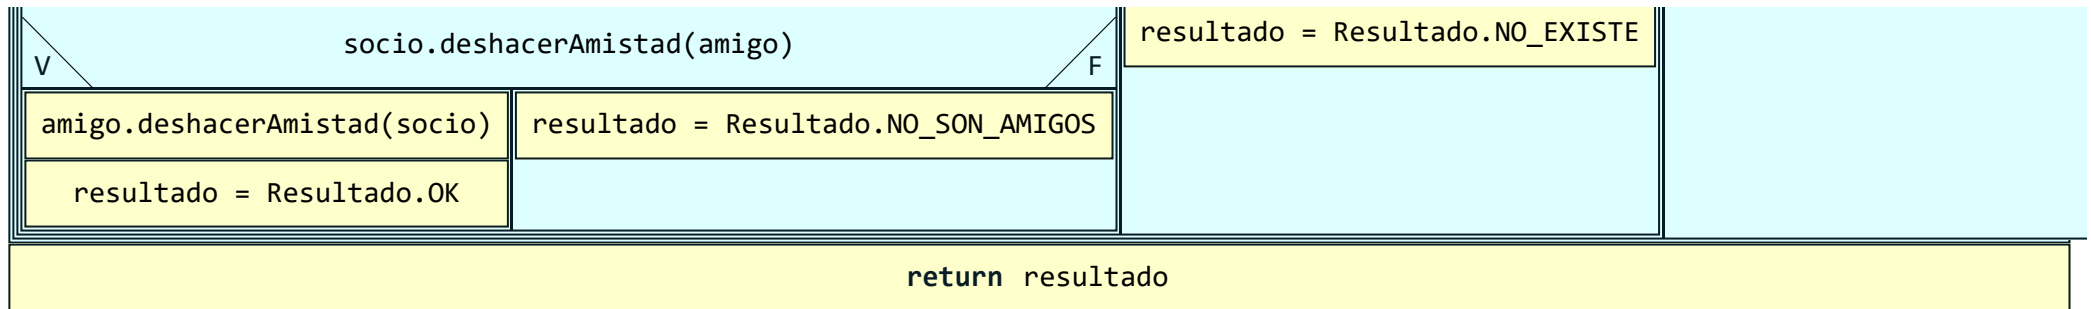 socio.deshacerAmistad(amigo)
V
F
resultado = Resultado.NO_EXISTE
amigo.deshacerAmistad(socio)
resultado = Resultado.NO_SON_AMIGOS
resultado = Resultado.OK
return resultado